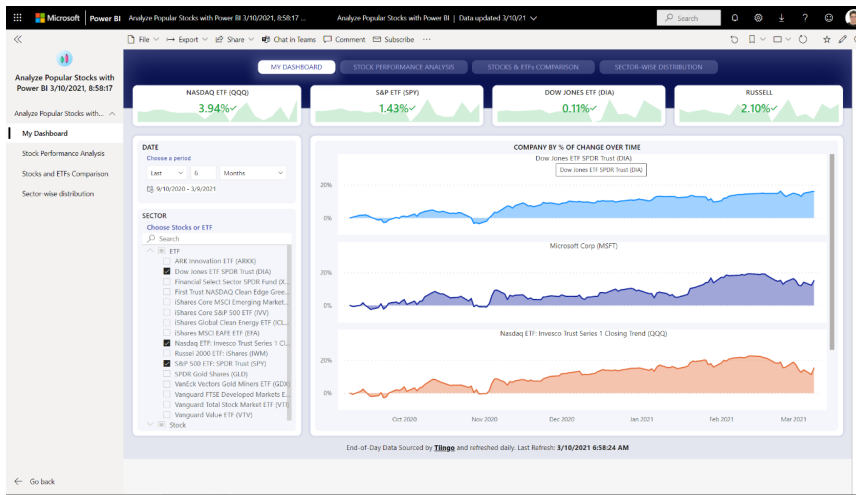 Microsoft Power BI Analyze Popular Stocks with Power BI 3/10/2021, 8:58:17 ... Analyze Popular Stocks with Power BI | Data updated 3/10/21 Search
File Export Share Chat in Teams Comment Subscribe ...
Analyze Popular Stocks with
Power BI 3/10/2021, 8:58:17
Analyze Popular Stocks with...
My Dashboard
Stock Performance Analysis
Stocks and ETFs Comparison
Sector-wise distribution
Go back
MY DASHBOARD STOCK PERFORMANCE ANALYSIS STOCKS & ETFs COMPARISON SECTOR-WISE DISTRIBUTION
NASDAQ ETF (QQQ)
3.94%
S&P ETF (SPY)
1.43%
DOW JONES ETF (DIA)
0.11%
RUSSELL
2.10%
DATE
Choose a period
Last 6 Months
9/10/2020 - 3/9/2021
SECTOR
Choose Stocks or ETF
Search
ETF
ARK Innovation ETF (ARKK)
Dow Jones ETF SPDR Trust (DIA)
Financial Select Sector SPDR Fund (X...
First Trust NASDAQ Clean Edge Gree...
iShares Core MSCI Emerging Market...
iShares Core S&P 500 ETF (IVV)
iShares Global Clean Energy ETF (ICL...
iShares MSCI EAFE ETF (EFA)
Nasdaq ETF: Invesco Trust Series 1 Cl...
Russel 2000 ETF: iShares (IWM)
S&P 500 ETF: SPDR Trust (SPY)
SPDR Gold Shares (GLD)
VanEck Vectors Gold Miners ETF (GDX)
Vanguard FTSE Developed Markets E...
Vanguard Total Stock Market ETF (VTI)
Vanguard Value ETF (VTV)
Stock
COMPANY BY % OF CHANGE OVER TIME
Dow Jones ETF SPDR Trust (DIA)
Dow Jones ETF SPDR Trust (DIA)
20%
0%
Microsoft Corp (MSFT)
20%
0%
Nasdaq ETF: Invesco Trust Series 1 Closing Trend (QQQ)
20%
0%
Oct 2020 Nov 2020 Dec 2020 Jan 2021 Feb 2021 Mar 2021
End-of-Day Data Sourced by Tiingo and refreshed daily. Last Refresh: 3/10/2021 6:58:24 AM